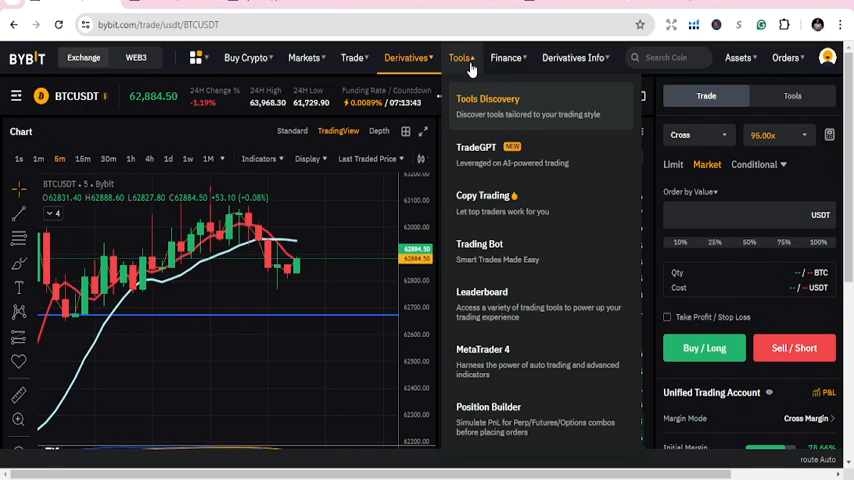 bybit.com/trade/usdt/BTCUSDT
BYBIT Exchange WEB3 Buy Crypto Markets Trade Derivatives Tools Finance Derivatives Info Search Coin Assets Orders
BTCUSDT 62,884.50
24H Change % -1.19%
24H High 63,968.30
24H Low 61,729.90
Funding Rate / Countdown
0.0089% / 07:13:43
Chart Standard TradingView Depth
1s 1m 5m 15m 30m 1h 4h 1d 1w 1M Indicators Display Last Traded Price
BTCUSDT · 5 · Bybit
O62831.40 H62888.60 L62827.80 C62884.50 +53.10 (+0.08%)
4
63200.00
63100.00
63000.00
62884.50
62884.50
62800.00
62700.00
62600.00
62500.00
62400.00
62300.00
62200.00
Tools Discovery
Discover tools tailored to your trading style
TradeGPT NEW
Leveraged on AI-powered trading
Copy Trading
Let top traders work for you
Trading Bot
Smart Trades Made Easy
Leaderboard
Access a variety of trading tools to power up your
trading experience
MetaTrader 4
Harness the power of auto trading and advanced
indicators
Position Builder
Simulate PnL for Perp/Futures/Options combos
before placing orders
Trade Tools
Cross 95.00x
Limit Market Conditional
Order by Value
USDT
10% 25% 50% 75% 100%
Qty --/-- BTC
Cost --/-- USDT
Take Profit / Stop Loss
Buy / Long Sell / Short
Unified Trading Account P&L
Margin Mode Cross Margin
Initial Margin 78.66%
route Auto